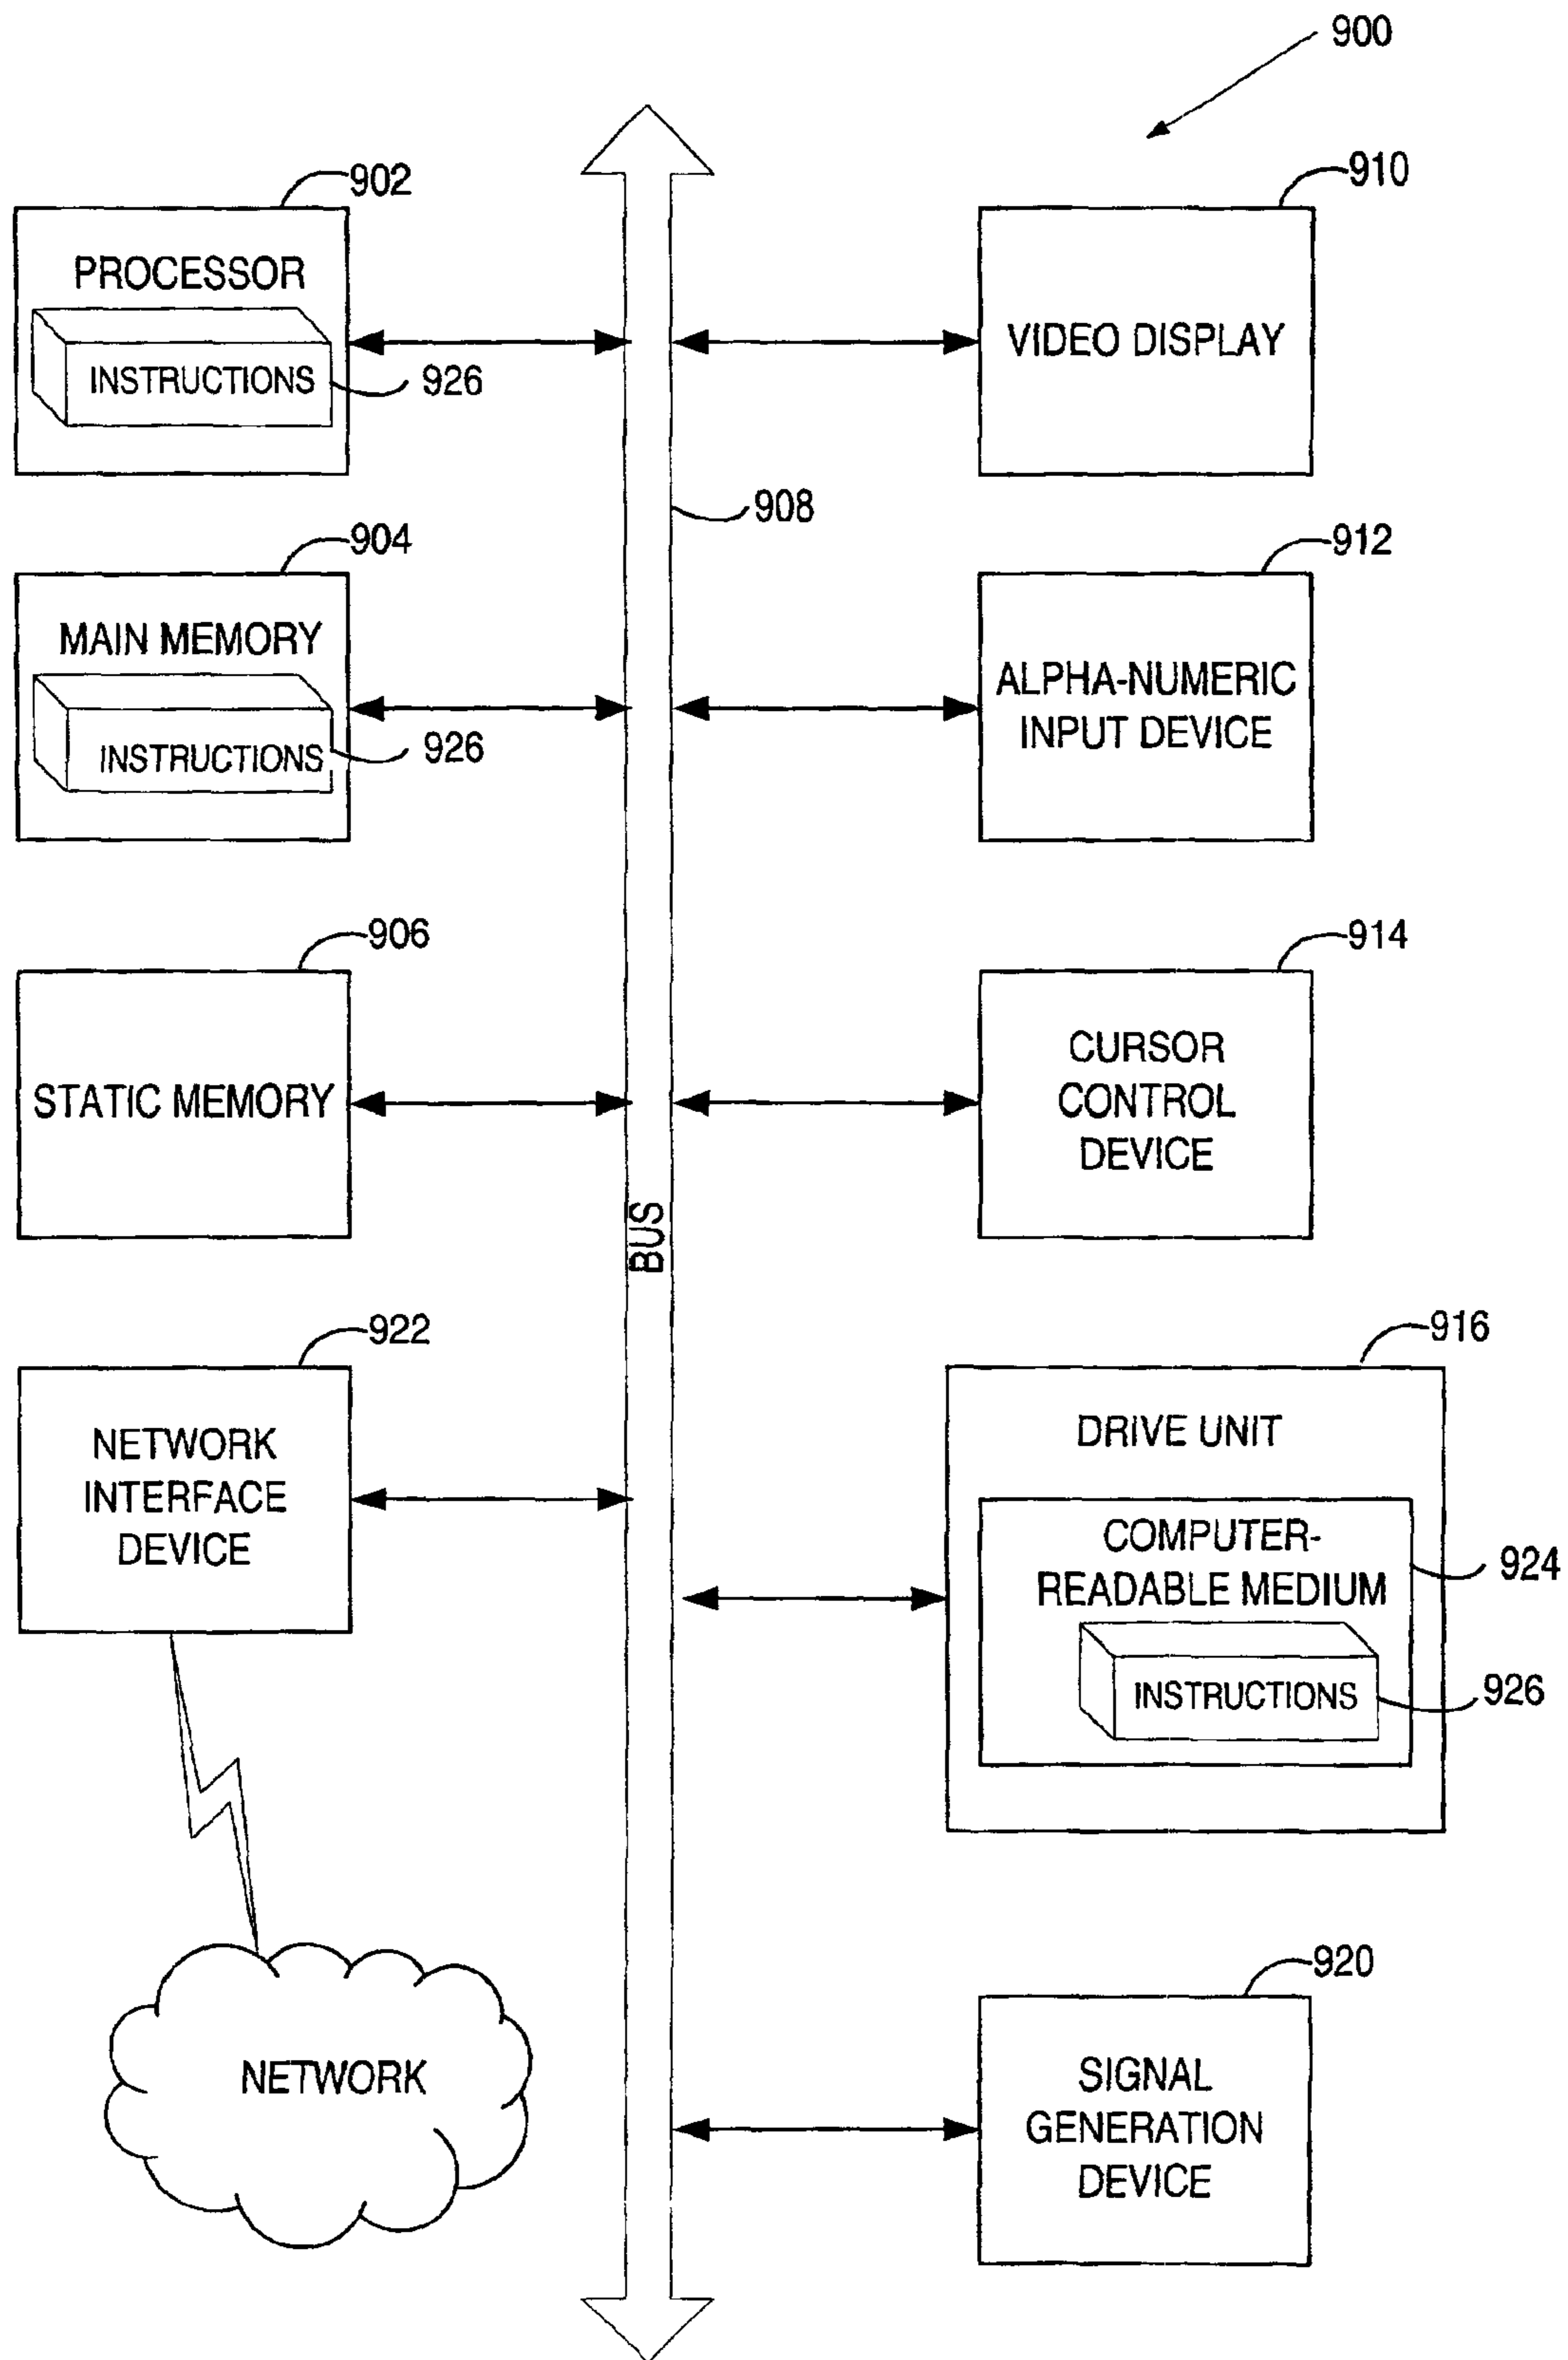 900
902
PROCESSOR
INSTRUCTIONS
926
910
VIDEO DISPLAY
908
904
MAIN MEMORY
INSTRUCTIONS
926
912
ALPHA-NUMERIC
INPUT DEVICE
906
STATIC MEMORY
914
CURSOR
CONTROL
DEVICE
BUS
922
NETWORK
INTERFACE
DEVICE
916
DRIVE UNIT
COMPUTER-
READABLE MEDIUM
924
INSTRUCTIONS
926
NETWORK
920
SIGNAL
GENERATION
DEVICE